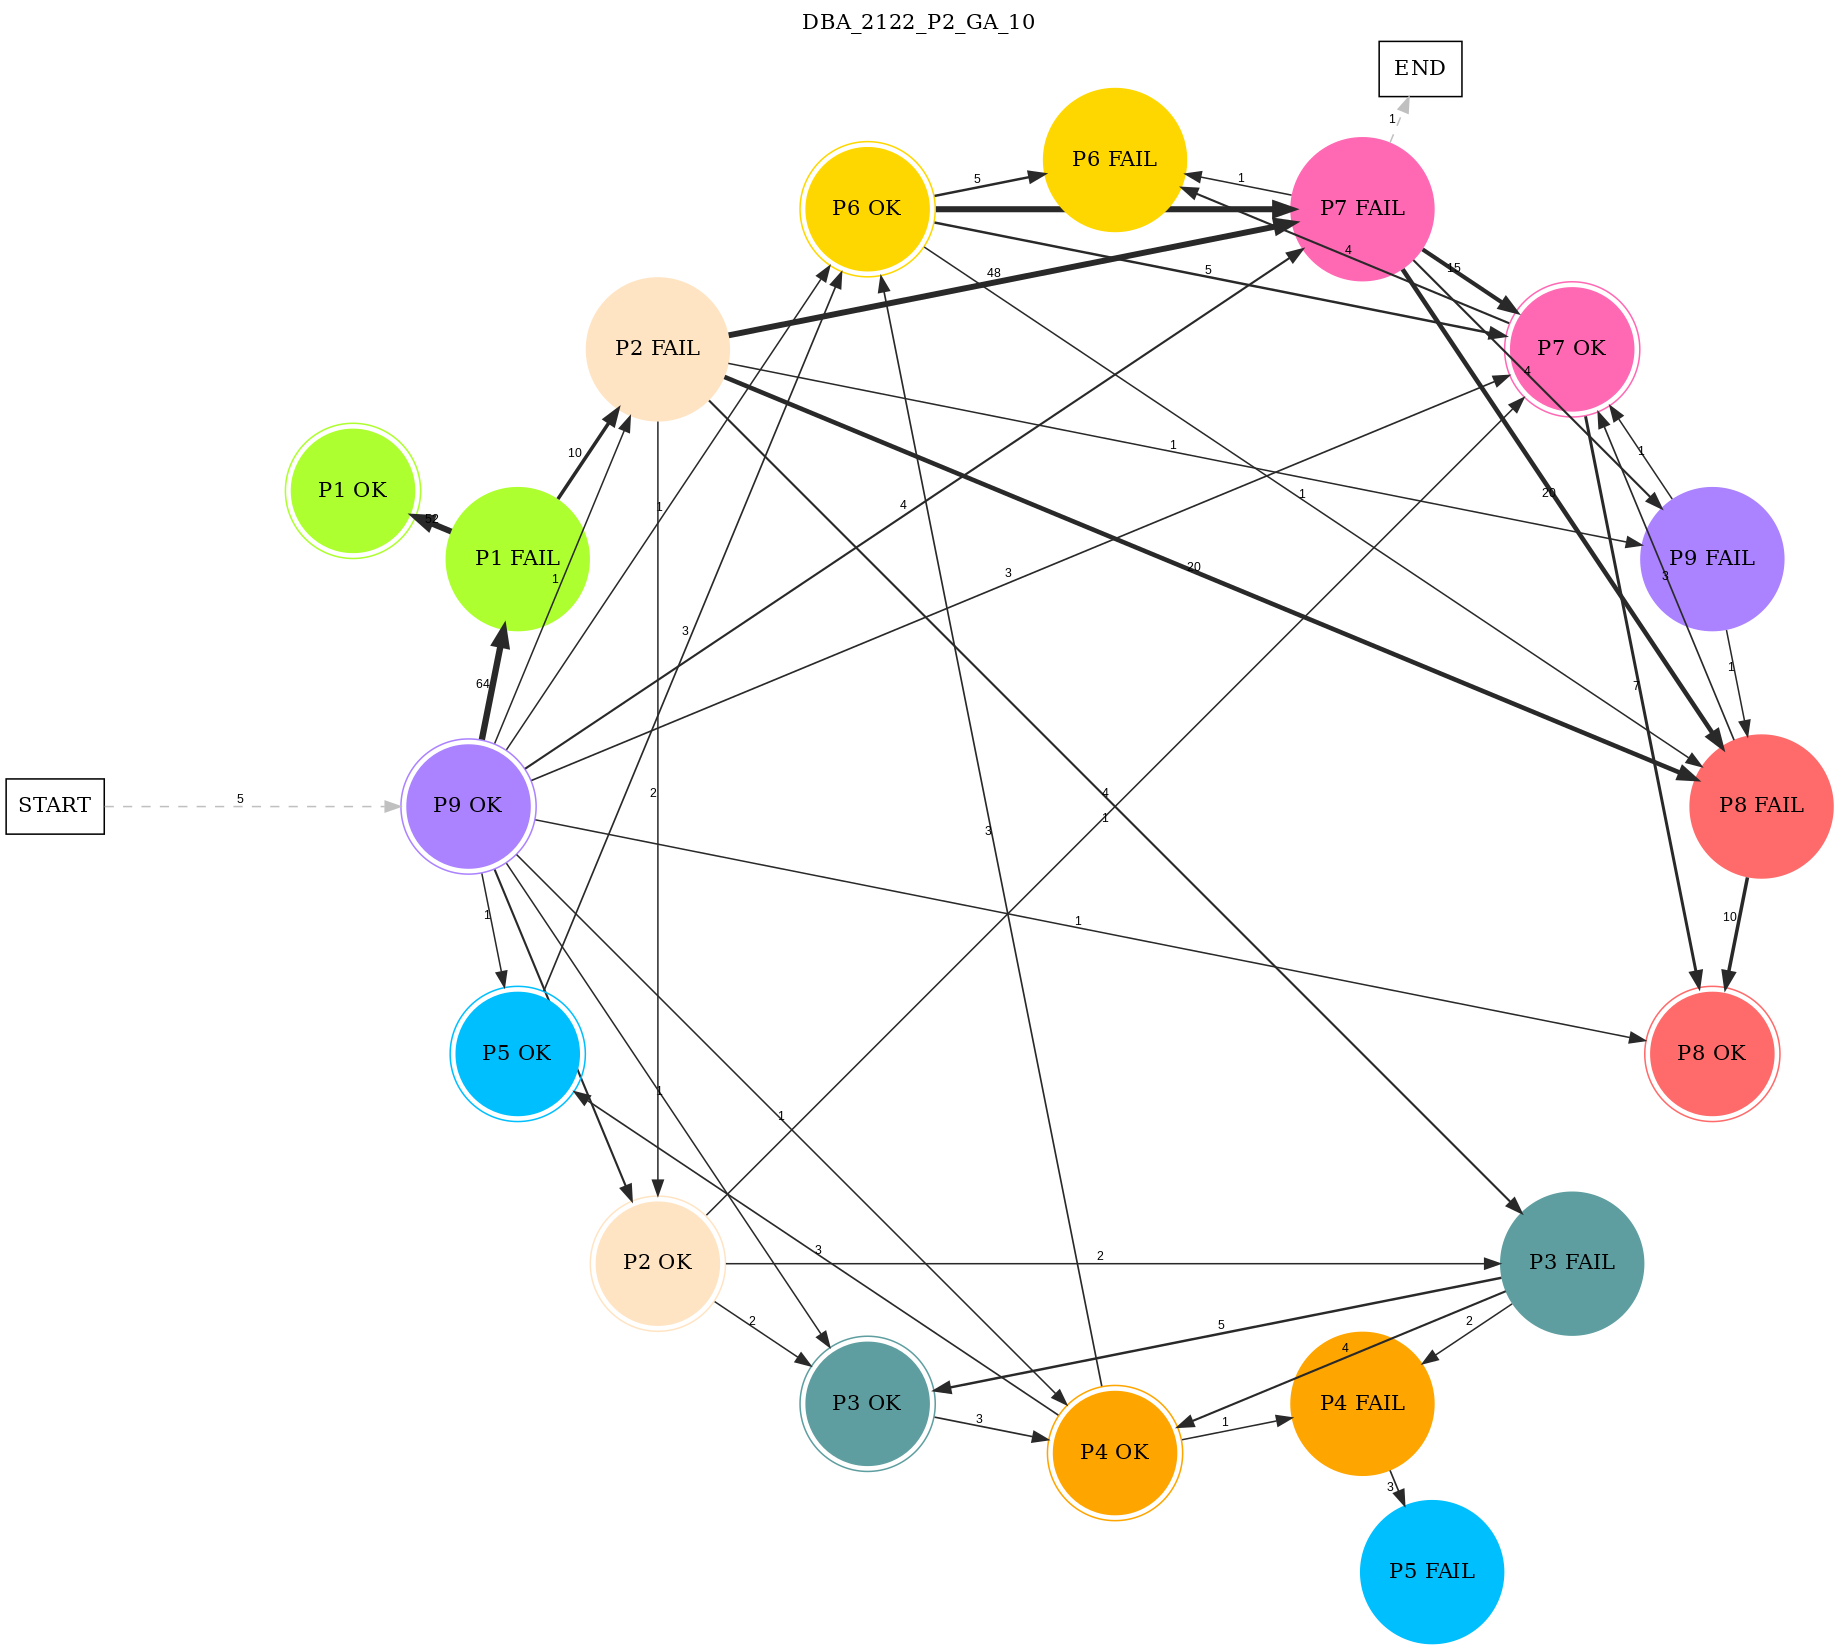 DBA_2122_P2_GA_10
END
1
P6 FAIL
P6 OK
5
1
P7 FAIL
4
5
48
15
P7 OK
P2 FAIL
4
10
1
1
P1 OK
52
1
20
P1 FAIL
P9 FAIL
1
4
3
20
3
1
3
1
64
7
START
5
P9 OK
2
4
1
3
P8 FAIL
1
1
10
P5 OK
P8 OK
1
1
3
P2 OK
2
P3 FAIL
2
5
2
4
P3 OK
3
P4 OK
1
P4 FAIL
3
P5 FAIL